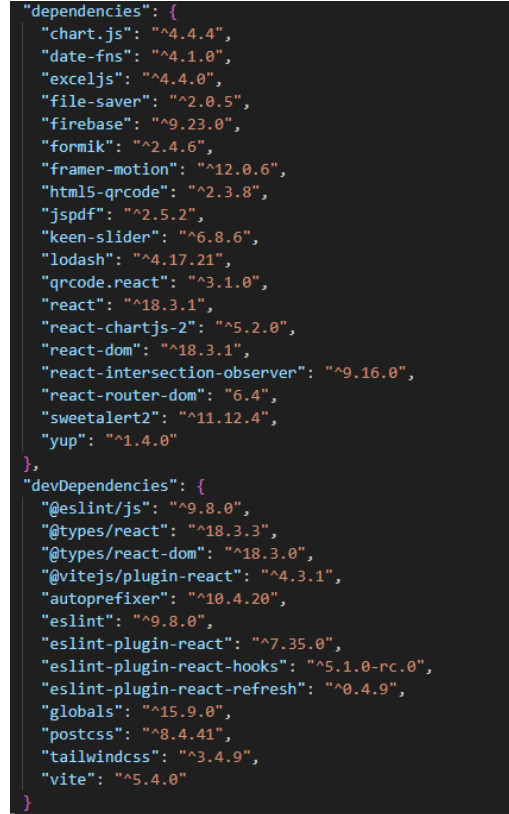 "dependencies": {
"chart.js": "^4.4.4",
"date-fns": "^4.1.0",
"exceljs": "^4.4.0",
"file-saver": "^2.0.5",
"firebase": "^9.23.0",
"formik": "^2.4.6",
"framer-motion": "^12.0.6",
"html5-qrcode": "^2.3.8",
"jspdf": "^2.5.2",
"keen-slider": "^6.8.6",
"lodash": "^4.17.21",
"qrcode.react": "^3.1.0",
"react": "^18.3.1",
"react-chartjs-2": "^5.2.0",
"react-dom": "^18.3.1",
"react-intersection-observer": "^9.16.0",
"react-router-dom": "6.4",
"sweetalert2": "^11.12.4",
"yup": "^1.4.0"
},
"devDependencies": {
"@eslint/js": "^9.8.0",
"@types/react": "^18.3.3",
"@types/react-dom": "^18.3.0",
"@vitejs/plugin-react": "^4.3.1",
"autoprefixer": "^10.4.20",
"eslint": "^9.8.0",
"eslint-plugin-react": "^7.35.0",
"eslint-plugin-react-hooks": "^5.1.0-rc.0",
"eslint-plugin-react-refresh": "^0.4.9",
"globals": "^15.9.0",
"postcss": "^8.4.41",
"tailwindcss": "^3.4.9",
"vite": "^5.4.0"
}